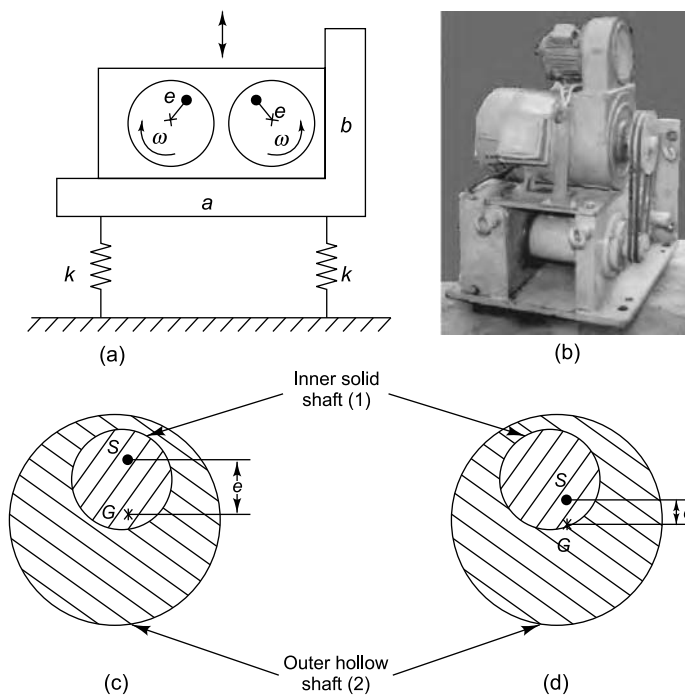 e
e
ω
ω
b
a
k
k
(a)
(b)
Inner solid
shaft (1)
S
e
G
S
e
G
Outer hollow
shaft (2)
(c)
(d)